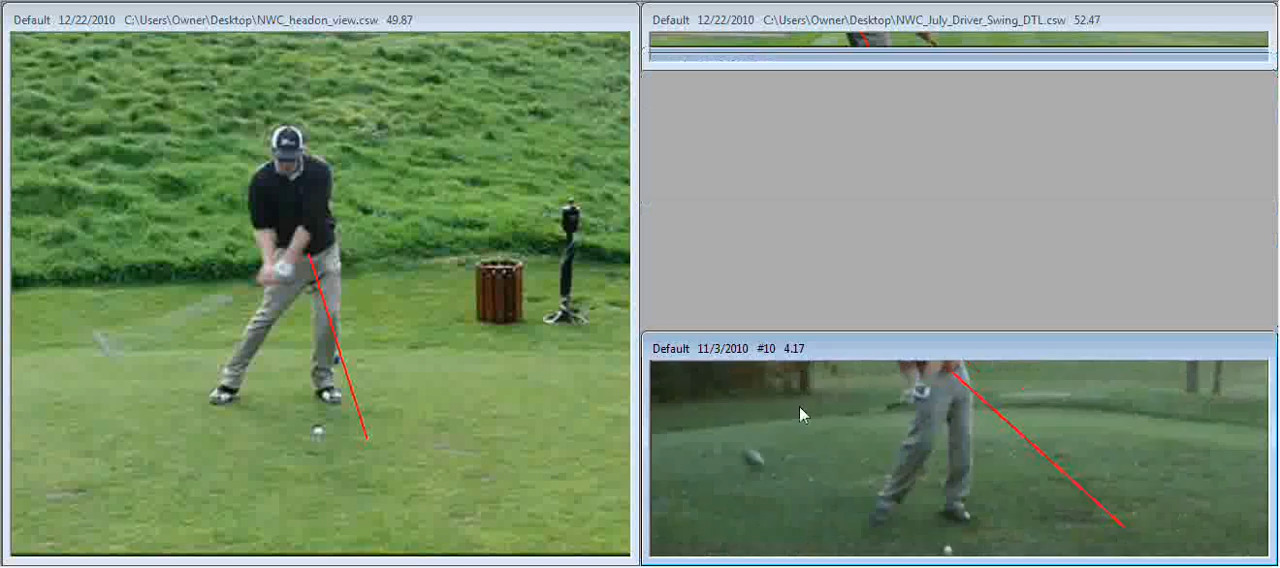 Default 12/22/2010 C:\Users\Owner\Desktop\NWC_headon_view.csw 49.87
Default 12/22/2010 C:\Users\Owner\Desktop\NWC_July_Driver_Swing_DTL.csw 52.47
Default 11/3/2010 #10 4.17